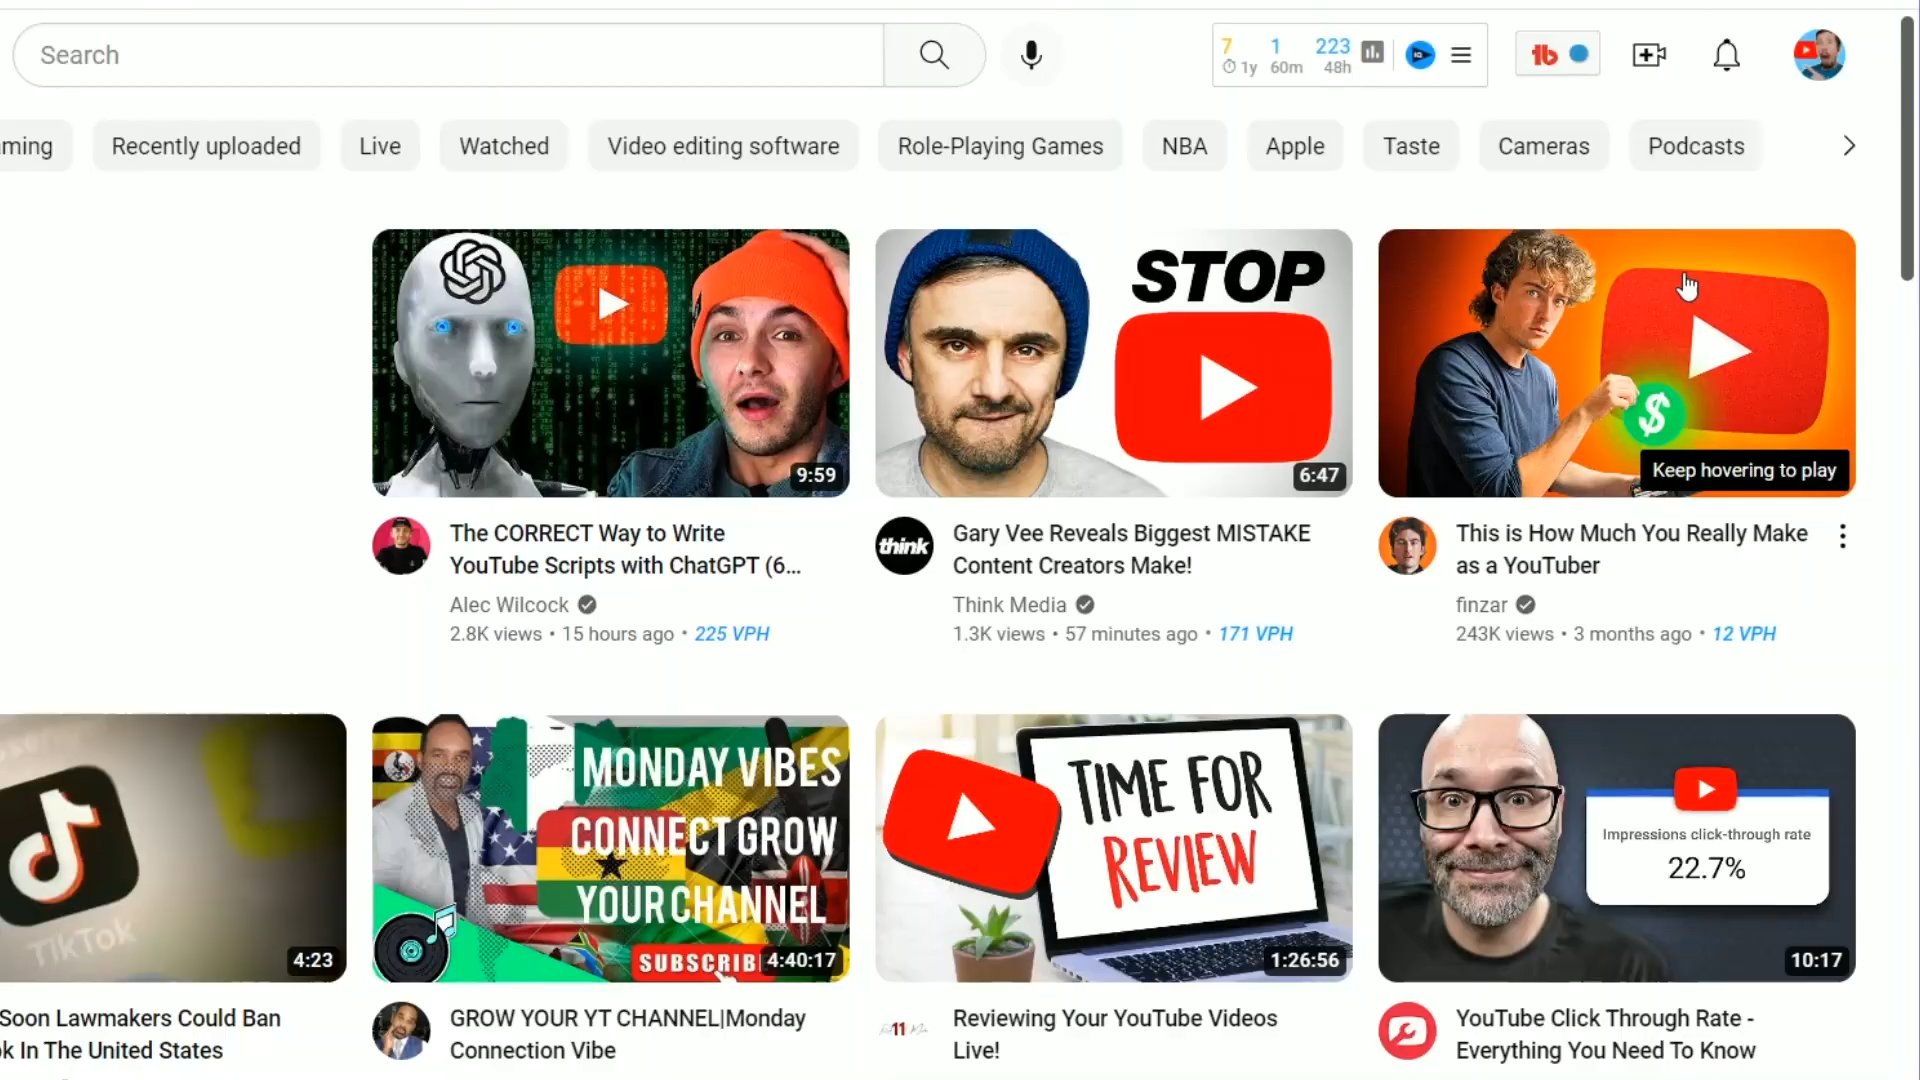 Search
7 1 223
1y 60m 48h
ming
Recently uploaded
Live
Watched
Video editing software
Role-Playing Games
NBA
Apple
Taste
Cameras
Podcasts
9:59
The CORRECT Way to Write
YouTube Scripts with ChatGPT (6...
Alec Wilcock
2.8K views • 15 hours ago • 225 VPH
STOP
6:47
think
Gary Vee Reveals Biggest MISTAKE
Content Creators Make!
Think Media
1.3K views • 57 minutes ago • 171 VPH
$
Keep hovering to play
This is How Much You Really Make
as a YouTuber
finzar
243K views • 3 months ago • 12 VPH
TikTok
4:23
Soon Lawmakers Could Ban
k In The United States
MONDAY VIBES
CONNECT GROW
YOUR CHANNEL
SUBSCRIB
4:40:17
GROW YOUR YT CHANNEL|Monday
Connection Vibe
TIME FOR
REVIEW
1:26:56
11
Reviewing Your YouTube Videos
Live!
Impressions click-through rate
22.7%
10:17
YouTube Click Through Rate -
Everything You Need To Know